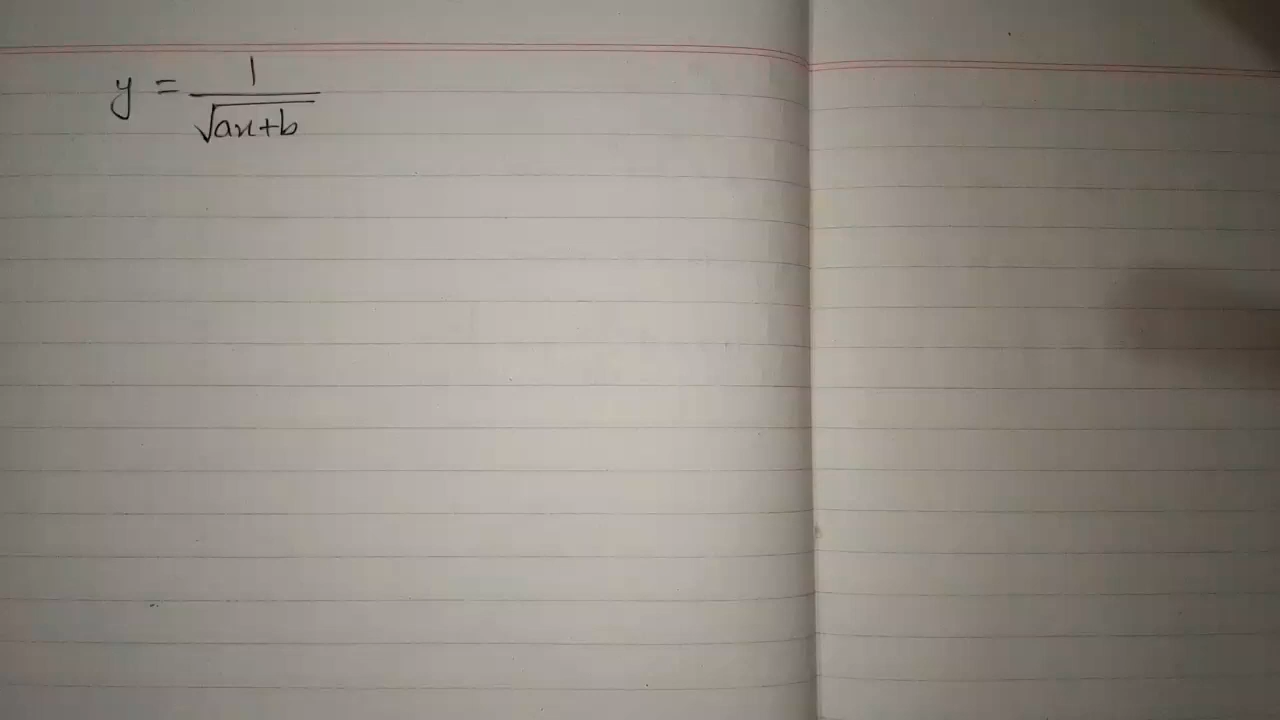 y = 1/√(ax+b)